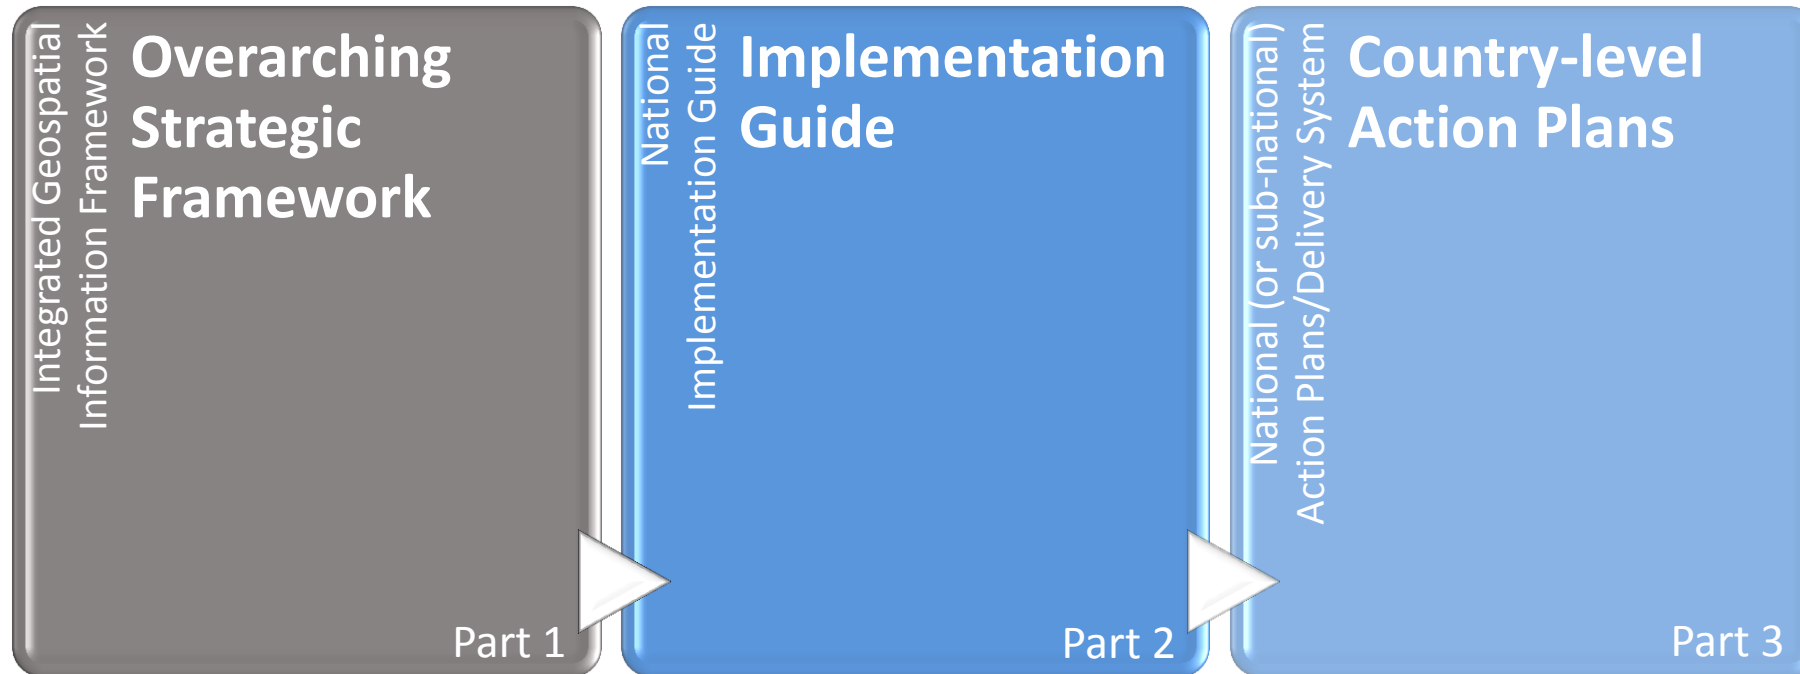 Integrated Geospatial
Information Framework
Overarching
Strategic
Framework
Part 1
National
Implementation Guide
Implementation
Guide
Part 2
National (or sub-national)
Action Plans/Delivery System
Country-level
Action Plans
Part 3